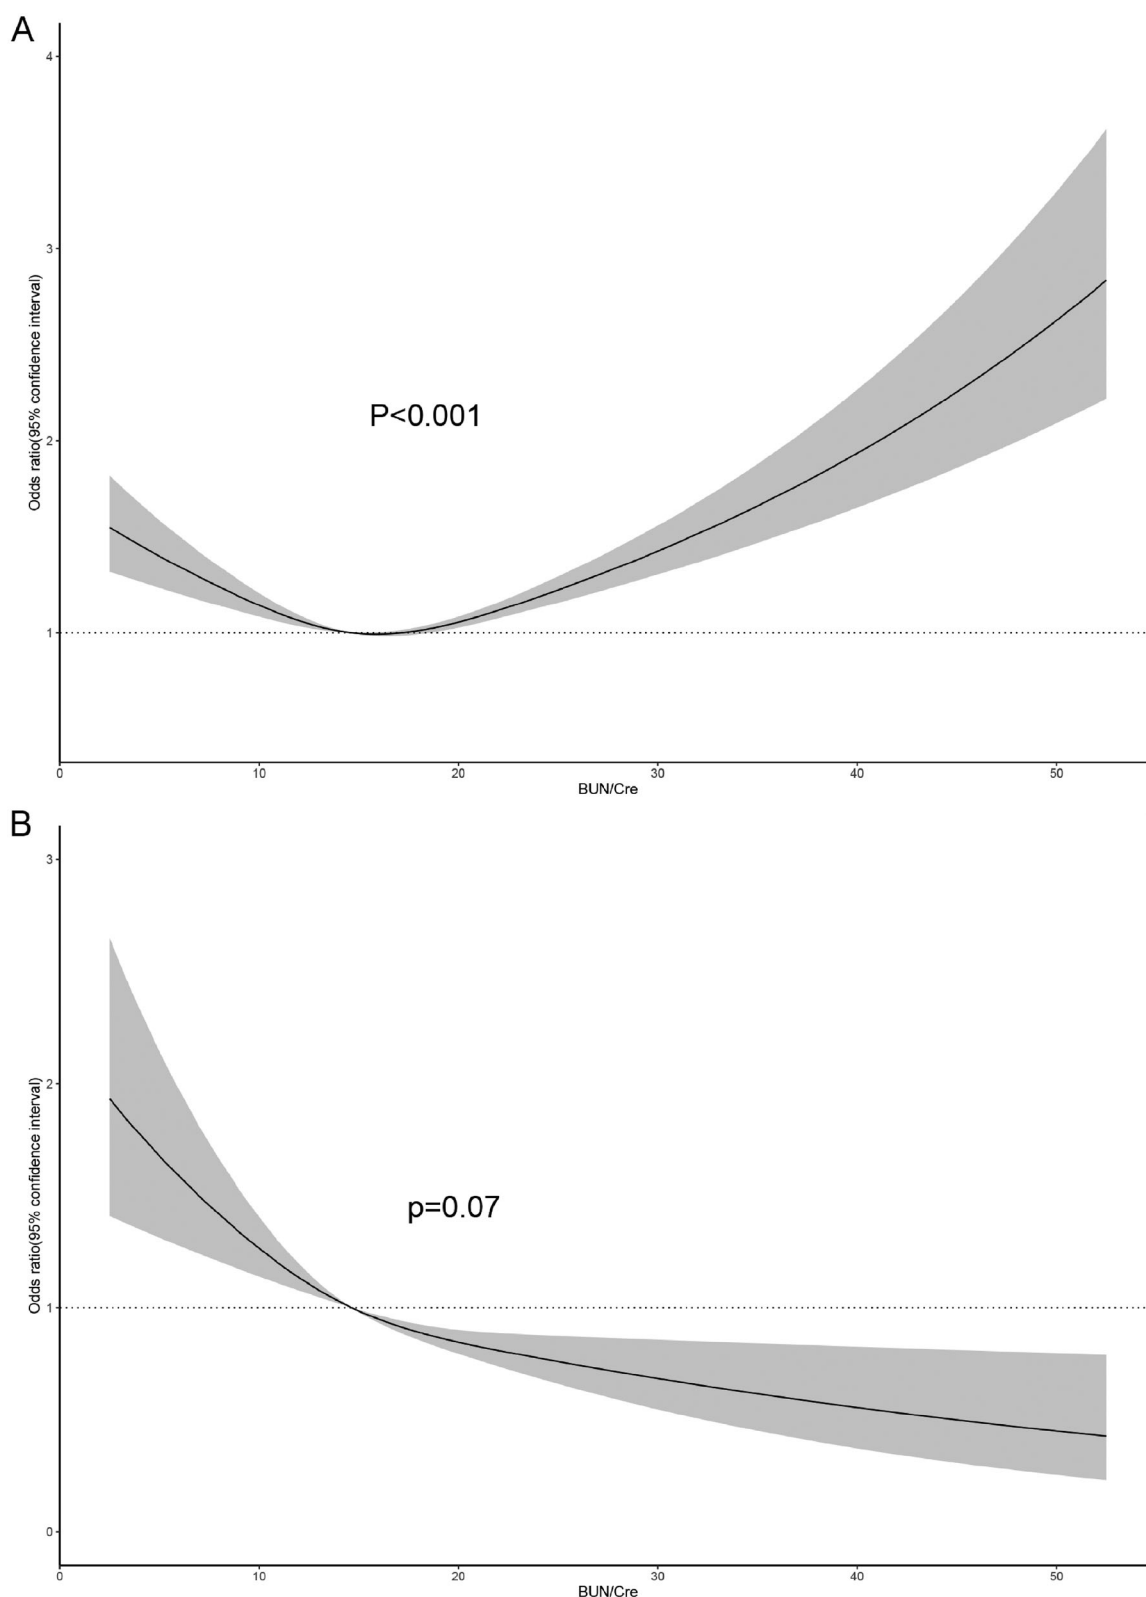 A
4
3
2
1
Odds ratio(95% confidence interval)
P<0.001
0 10 20 30 40 50
BUN/Cre
B
3
2
1
0
Odds ratio(95% confidence interval)
p=0.07
0 10 20 30 40 50
BUN/Cre